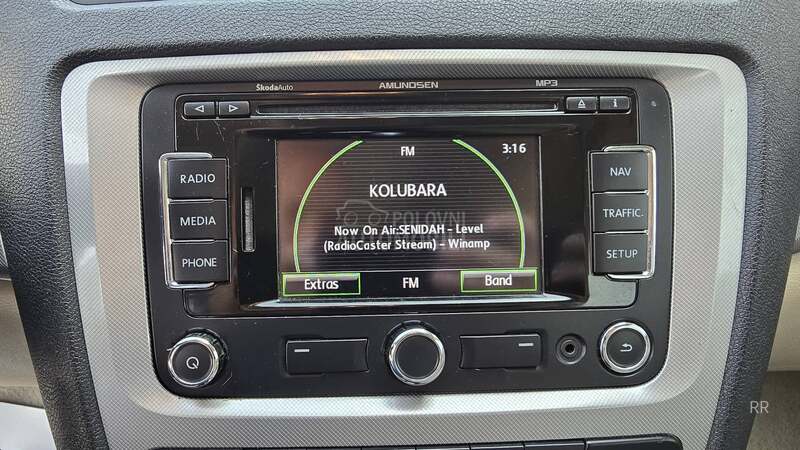 ŠkodaAuto AMUNDSEN MP3
FM 3:16
RADIO
MEDIA
PHONE
KOLUBARA
Now On Air:SENIDAH - Level
(RadioCaster Stream) - Winamp
Extras FM Band
NAV
TRAFFIC.
SETUP
POLOVNI
RR